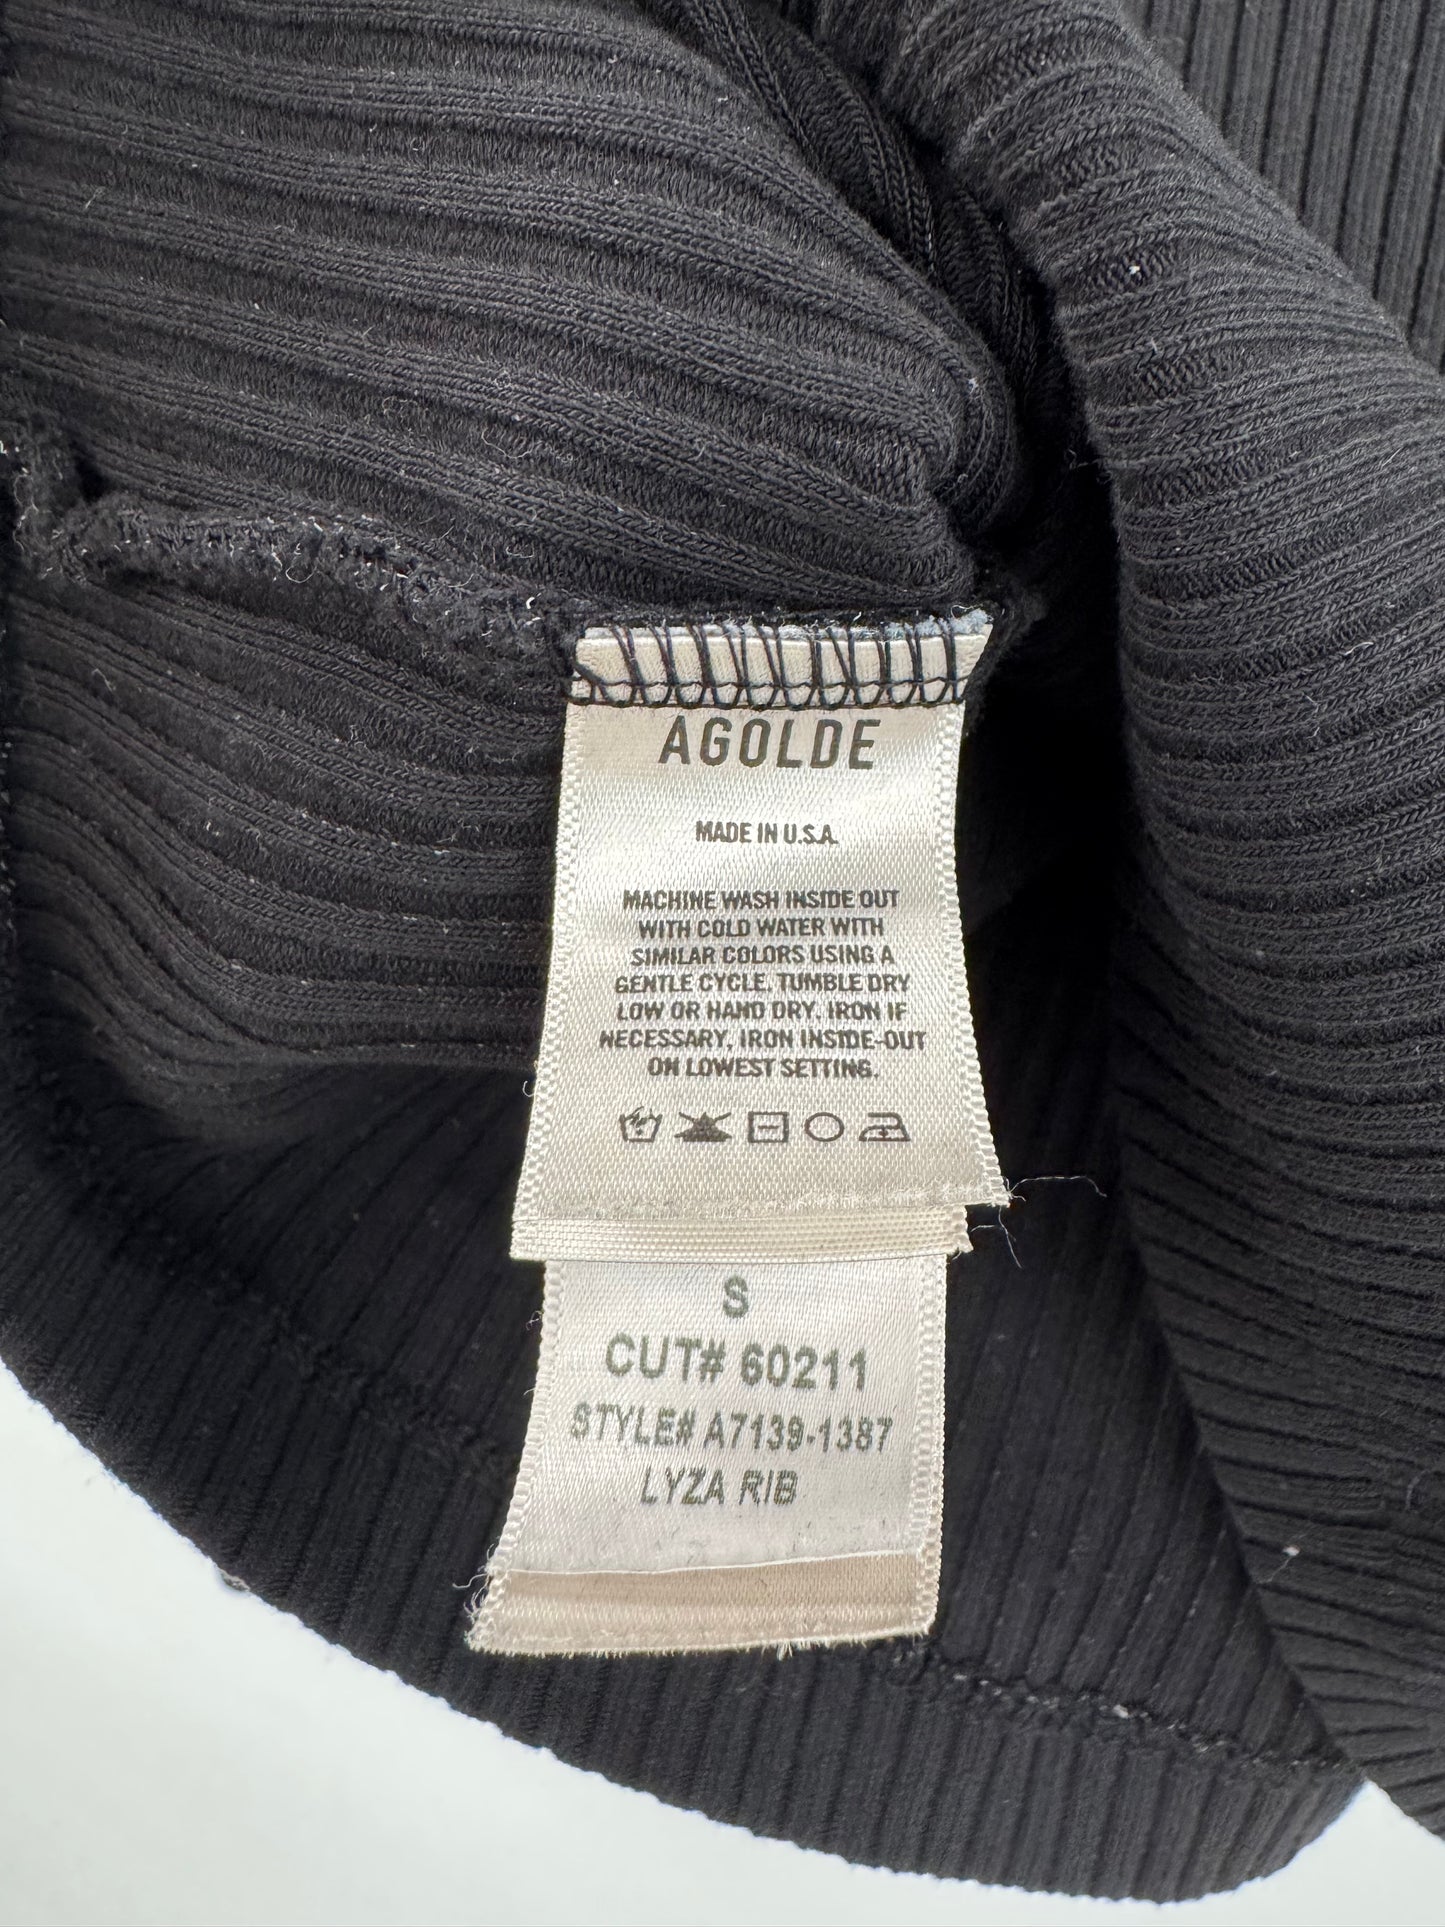 AGOLDE
MADE IN U.S.A.
MACHINE WASH INSIDE OUT
WITH COLD WATER WITH
SIMILAR COLORS USING A
GENTLE CYCLE. TUMBLE DRY
LOW OR HAND DRY. IRON IF
NECESSARY, IRON INSIDE-OUT
ON LOWEST SETTING.
S
CUT# 60211
STYLE# A7139-1387
LYZA RIB